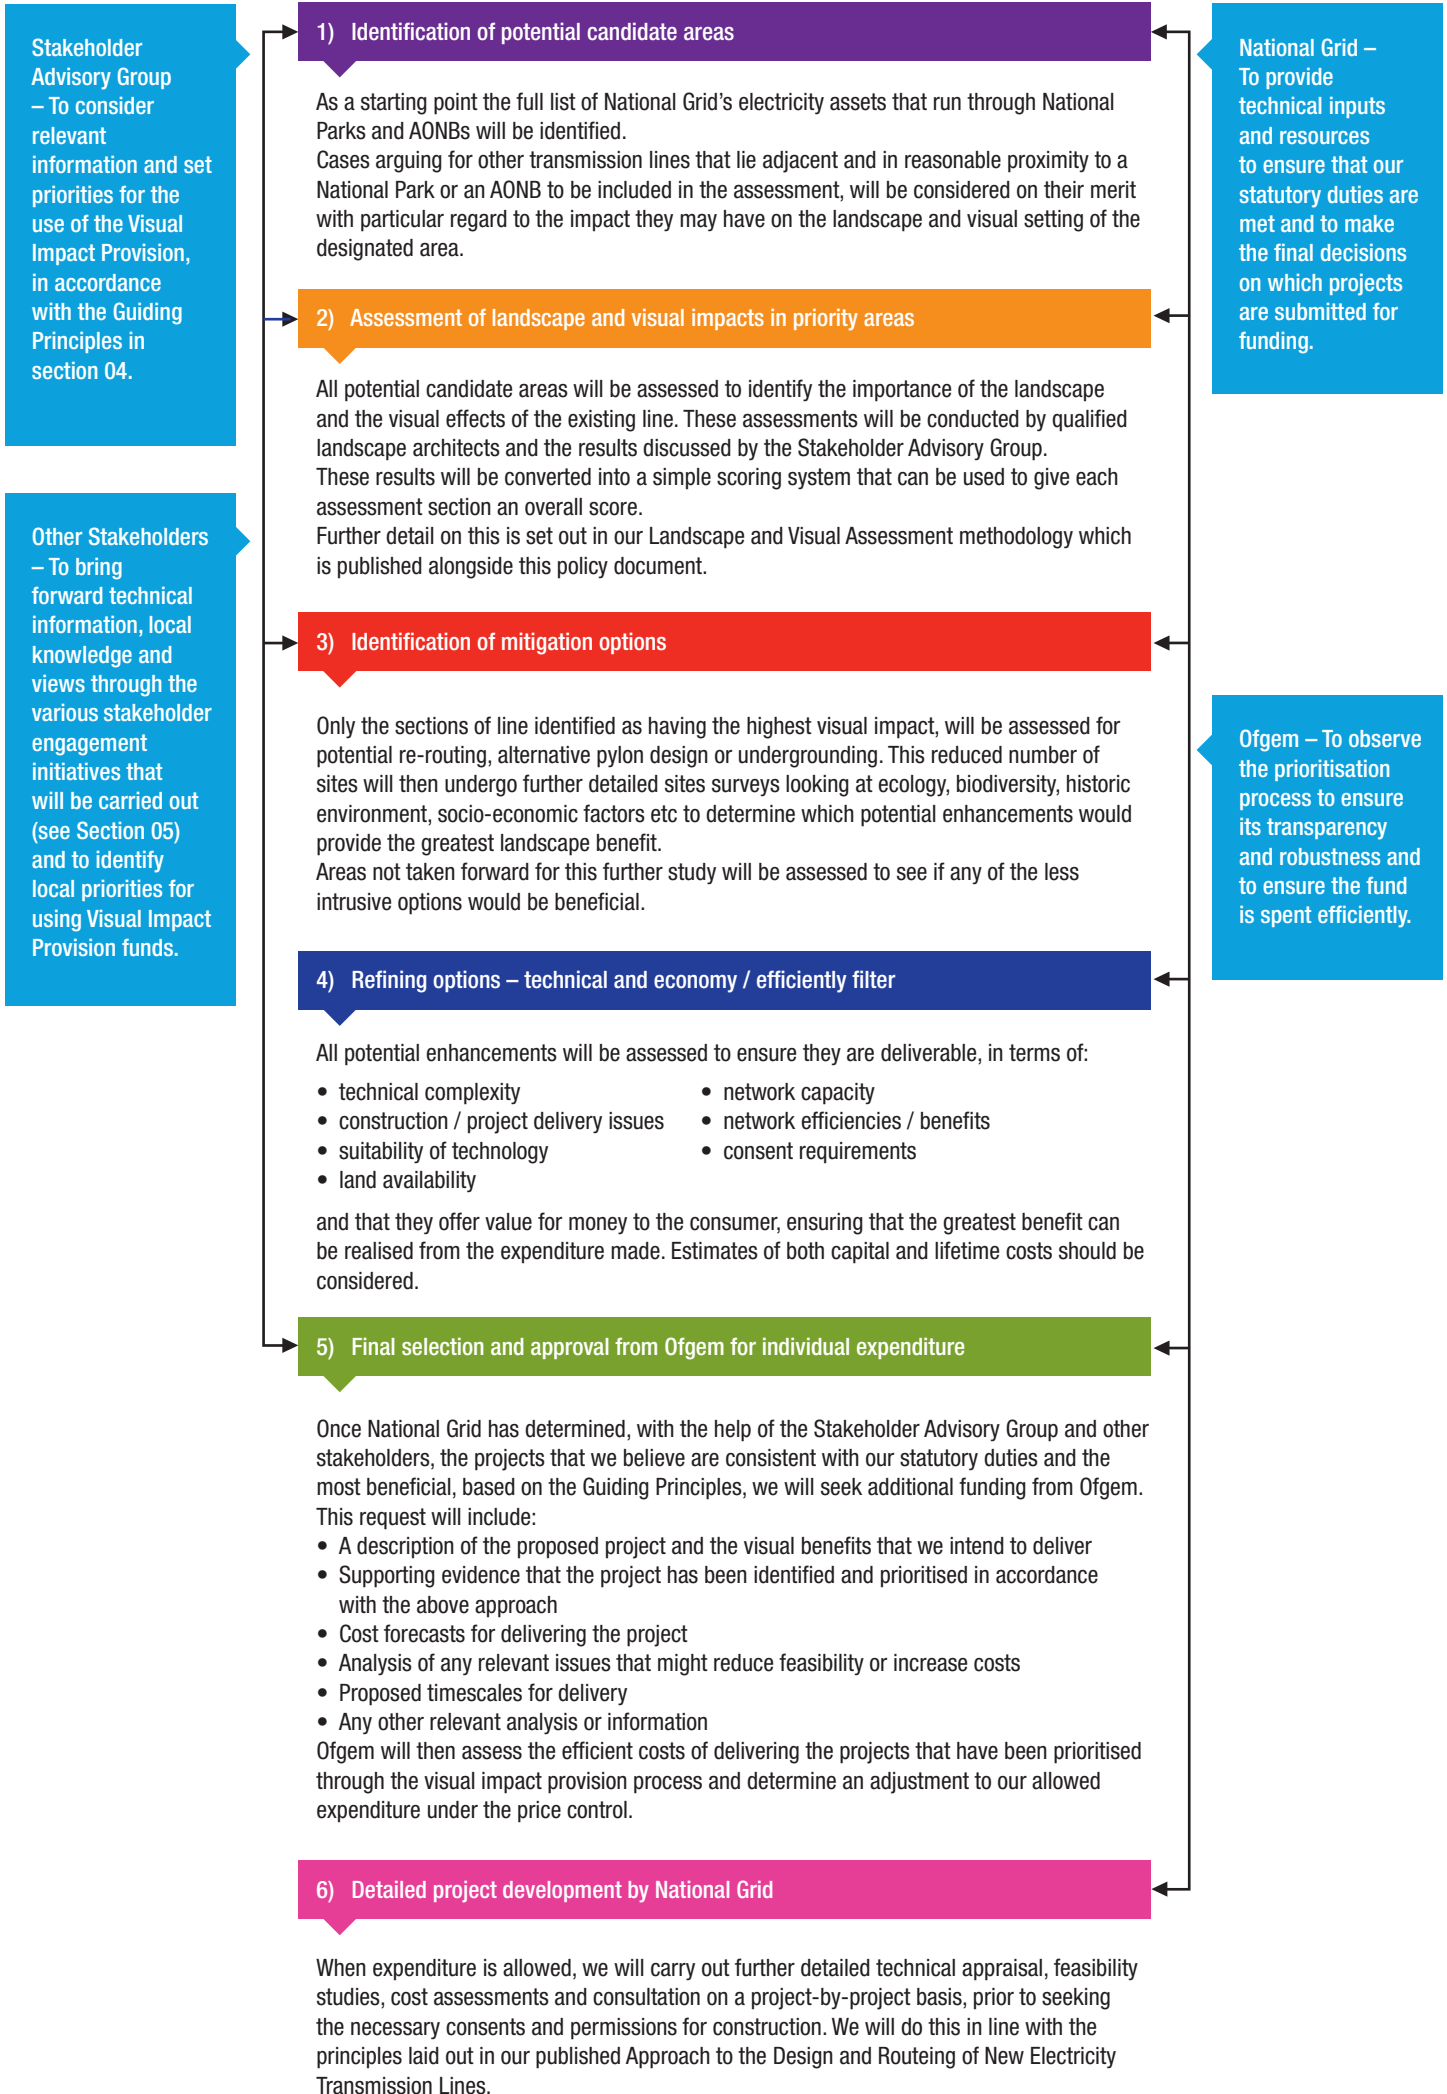 Stakeholder
Advisory Group
– To consider
relevant
information and set
priorities for the
use of the Visual
Impact Provision,
in accordance
with the Guiding
Principles in
section 04.
Other Stakeholders
– To bring
forward technical
information, local
knowledge and
views through the
various stakeholder
engagement
initiatives that
will be carried out
(see Section 05)
and to identify
local priorities for
using Visual Impact
Provision funds.
1) Identification of potential candidate areas
As a starting point the full list of National Grid's electricity assets that run through National
Parks and AONBs will be identified.
Cases arguing for other transmission lines that lie adjacent and in reasonable proximity to a
National Park or an AONB to be included in the assessment, will be considered on their merit
with particular regard to the impact they may have on the landscape and visual setting of the
designated area.
2) Assessment of landscape and visual impacts in priority areas
All potential candidate areas will be assessed to identify the importance of the landscape
and the visual effects of the existing line. These assessments will be conducted by qualified
landscape architects and the results discussed by the Stakeholder Advisory Group.
These results will be converted into a simple scoring system that can be used to give each
assessment section an overall score.
Further detail on this is set out in our Landscape and Visual Assessment methodology which
is published alongside this policy document.
3) Identification of mitigation options
Only the sections of line identified as having the highest visual impact, will be assessed for
potential re-routing, alternative pylon design or undergrounding. This reduced number of
sites will then undergo further detailed sites surveys looking at ecology, biodiversity, historic
environment, socio-economic factors etc to determine which potential enhancements would
provide the greatest landscape benefit.
Areas not taken forward for this further study will be assessed to see if any of the less
intrusive options would be beneficial.
4) Refining options – technical and economy / efficiently filter
All potential enhancements will be assessed to ensure they are deliverable, in terms of:
• technical complexity
• construction / project delivery issues
• suitability of technology
• land availability
• network capacity
• network efficiencies / benefits
• consent requirements
and that they offer value for money to the consumer, ensuring that the greatest benefit can
be realised from the expenditure made. Estimates of both capital and lifetime costs should be
considered.
5) Final selection and approval from Ofgem for individual expenditure
Once National Grid has determined, with the help of the Stakeholder Advisory Group and other
stakeholders, the projects that we believe are consistent with our statutory duties and the
most beneficial, based on the Guiding Principles, we will seek additional funding from Ofgem.
This request will include:
• A description of the proposed project and the visual benefits that we intend to deliver
• Supporting evidence that the project has been identified and prioritised in accordance
with the above approach
• Cost forecasts for delivering the project
• Analysis of any relevant issues that might reduce feasibility or increase costs
• Proposed timescales for delivery
• Any other relevant analysis or information
Ofgem will then assess the efficient costs of delivering the projects that have been prioritised
through the visual impact provision process and determine an adjustment to our allowed
expenditure under the price control.
6) Detailed project development by National Grid
When expenditure is allowed, we will carry out further detailed technical appraisal, feasibility
studies, cost assessments and consultation on a project-by-project basis, prior to seeking
the necessary consents and permissions for construction. We will do this in line with the
principles laid out in our published Approach to the Design and Routeing of New Electricity
Transmission Lines.
National Grid –
To provide
technical inputs
and resources
to ensure that our
statutory duties are
met and to make
the final decisions
on which projects
are submitted for
funding.
Ofgem – To observe
the prioritisation
process to ensure
its transparency
and robustness and
to ensure the fund
is spent efficiently.